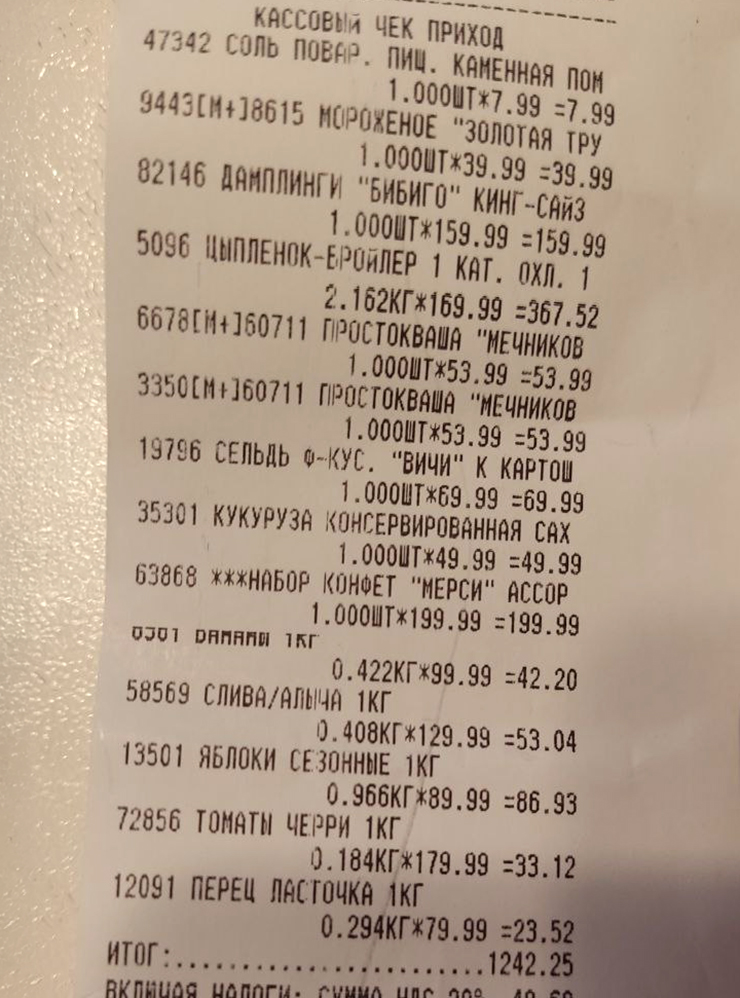 КАССОВЫЙ ЧЕК ПРИХОД
47342 СОЛЬ ПОВАР. ПИЩ. КАМЕННАЯ ПОМ
1.000ШТ*7.99 =7.99
9443[М+]8615 МОРОЖЕНОЕ "ЗОЛОТАЯ ТРУ
1.000ШТ*39.99 =39.99
82146 ДАМПЛИНГИ "БИБИГО" КИНГ-САЙЗ
1.000ШТ*159.99 =159.99
5096 ЦЫПЛЕНОК-БРОЙЛЕР 1 КАТ. ОХЛ. 1
2.162КГ*169.99 =367.52
6678[М+]60711 ПРОСТОКВАША "МЕЧНИКОВ
1.000ШТ*53.99 =53.99
3350[М+]60711 ПРОСТОКВАША "МЕЧНИКОВ
1.000ШТ*53.99 =53.99
19796 СЕЛЬДЬ Ф-КУС. "ВИЧИ" К КАРТОШ
1.000ШТ*69.99 =69.99
35301 КУКУРУЗА КОНСЕРВИРОВАННАЯ САХ
1.000ШТ*49.99 =49.99
63868 ***НАБОР КОНФЕТ "МЕРСИ" АССОР
1.000ШТ*199.99 =199.99
1КГ
0.422КГ*99.99 =42.20
58569 СЛИВА/АЛЫЧА 1КГ
0.408КГ*129.99 =53.04
13501 ЯБЛОКИ СЕЗОННЫЕ 1КГ
0.966КГ*89.99 =86.93
72856 ТОМАТЫ ЧЕРРИ 1КГ
0.184КГ*179.99 =33.12
12091 ПЕРЕЦ ЛАСТОЧКА 1КГ
0.294КГ*79.99 =23.52
ИТОГ:........................1242.25
ВКЛЮЧАЯ НАЛОГИ: СУММА НДС